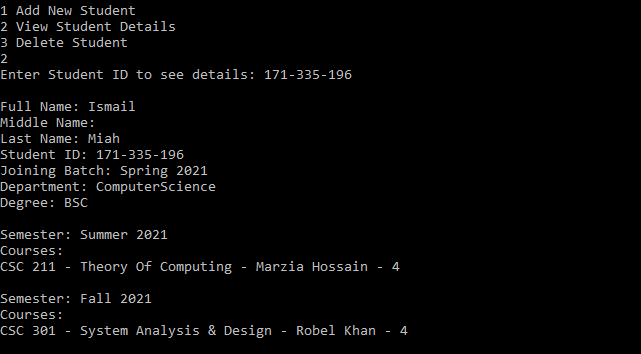 1 Add New Student
2 View Student Details
3 Delete Student
2
Enter Student ID to see details: 171-335-196
Full Name: Ismail
Middle Name:
Last Name: Miah
Student ID: 171-335-196
Joining Batch: Spring 2021
Department: ComputerScience
Degree: BSC
Semester: Summer 2021
Courses:
CSC 211 - Theory Of Computing - Marzia Hossain - 4
Semester: Fall 2021
Courses:
CSC 301 - System Analysis & Design - Robel Khan - 4